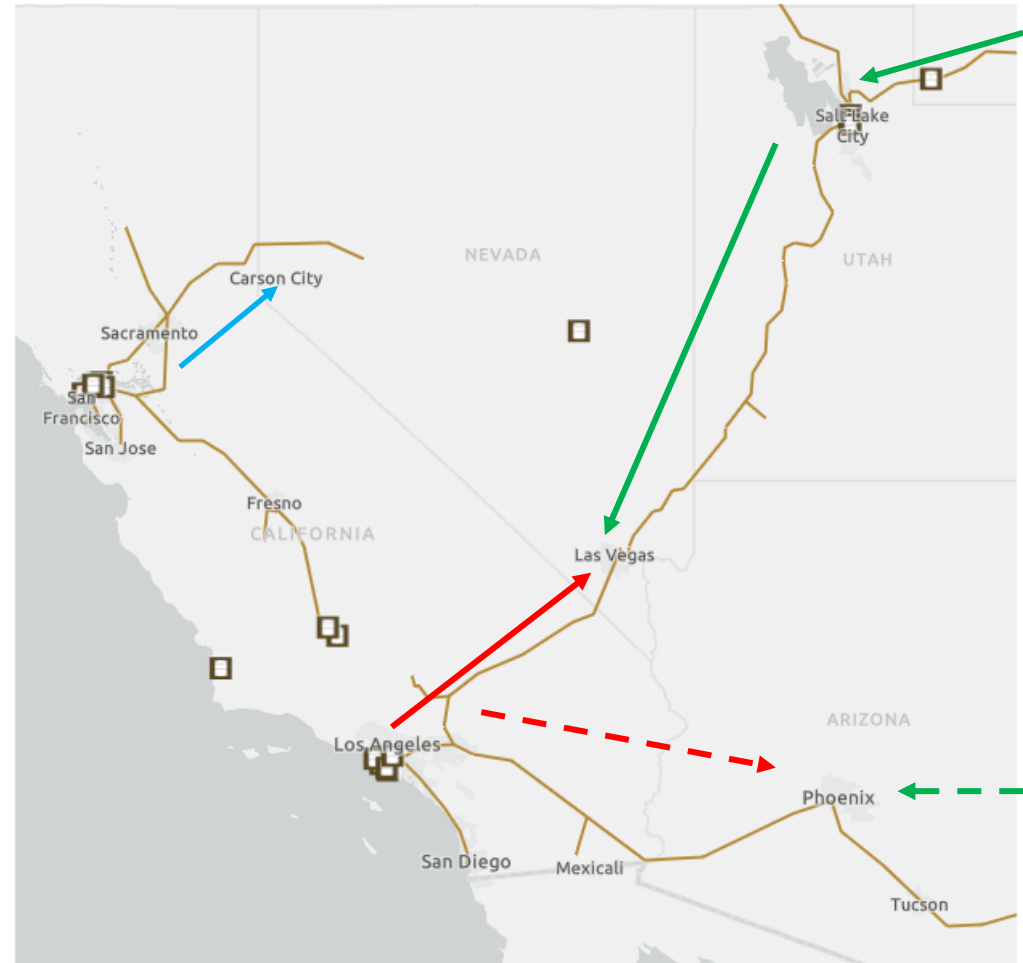 Salt Lake
City
NEVADA
UTAH
Carson City
Sacramento
San
Francisco
San Jose
Fresno
CALIFORNIA
Las Vegas
ARIZONA
Los Angeles
Phoenix
San Diego
Mexicali
Tucson